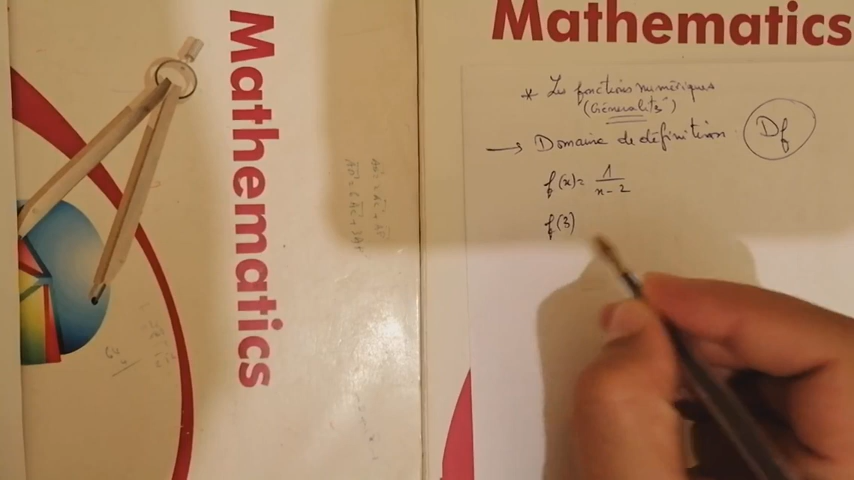 Mathematics
Mathematics
* Les fonctions numériques
(Généralités)
→ Domaine de définition : Df
f(x) = 1/x-2
f(3)